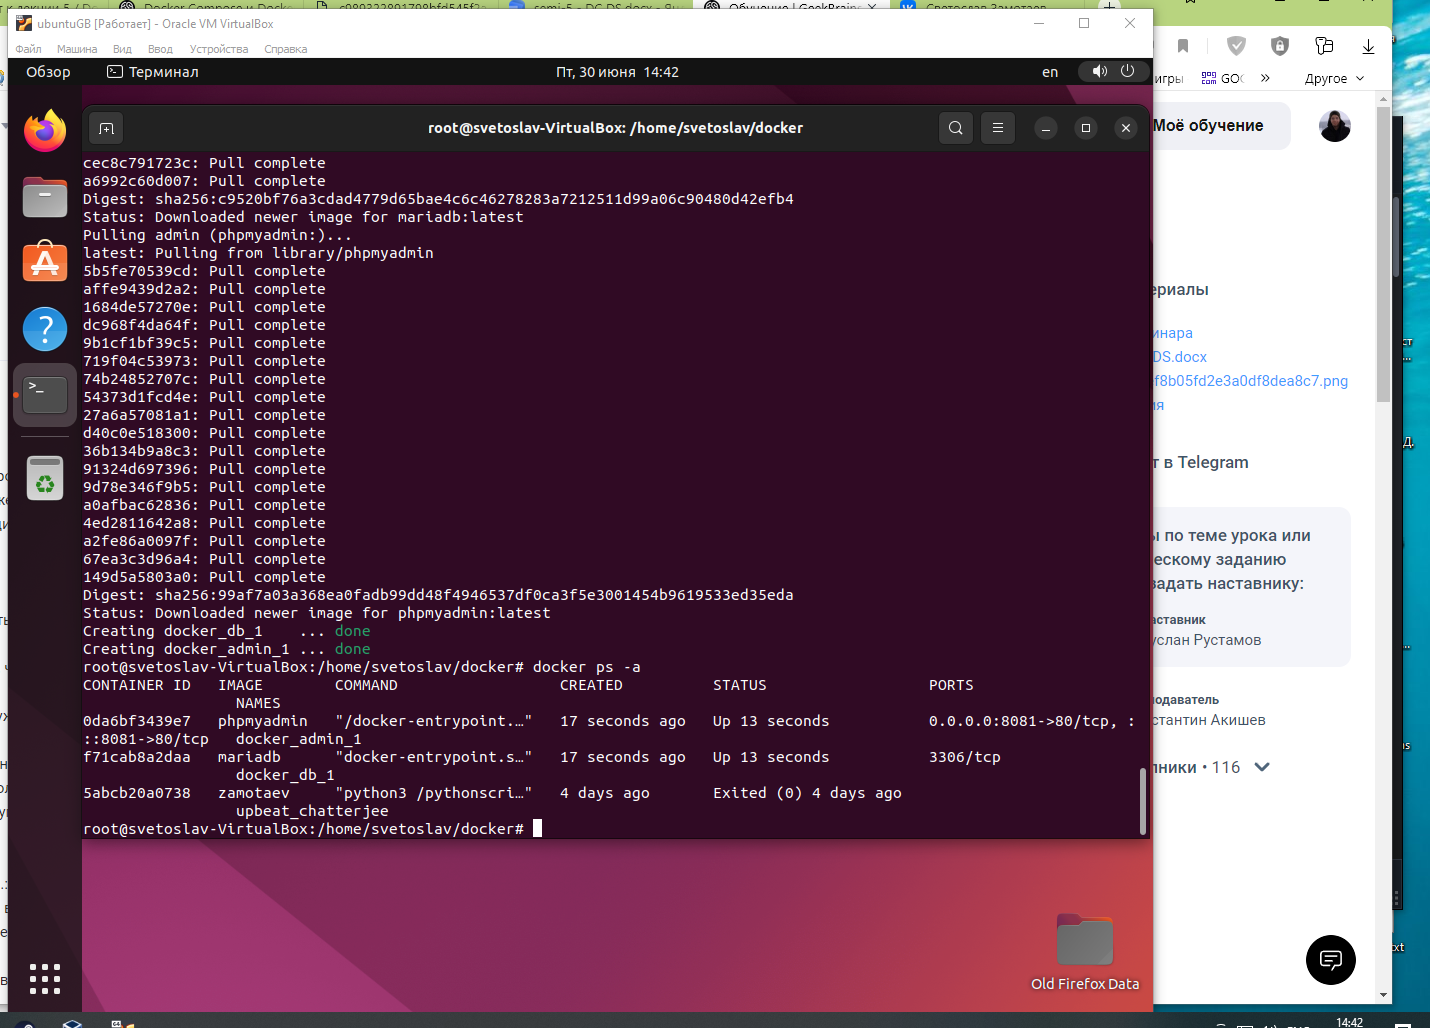 ubuntuGB [Работает] - Oracle VM VirtualBox
Файл Машина Вид Ввод Устройства Справка
Обзор Терминал Пт, 30 июня 14:42 en
root@svetoslav-VirtualBox: /home/svetoslav/docker
cec8c791723c: Pull complete
a6992c60d007: Pull complete
Digest: sha256:c9520bf76a3cdad4779d65bae4c6c46278283a7212511d99a06c90480d42efb4
Status: Downloaded newer image for mariadb:latest
Pulling admin (phpmyadmin:)...
latest: Pulling from library/phpmyadmin
5b5fe70539cd: Pull complete
affe9439d2a2: Pull complete
1684de57270e: Pull complete
dc968f4da64f: Pull complete
9b1cf1bf39c5: Pull complete
719f04c53973: Pull complete
74b24852707c: Pull complete
54373d1fcd4e: Pull complete
27a6a57081a1: Pull complete
d40c0e518300: Pull complete
36b134b9a8c3: Pull complete
91324d697396: Pull complete
9d78e346f9b5: Pull complete
a0afbac62836: Pull complete
4ed2811642a8: Pull complete
a2fe86a0097f: Pull complete
67ea3c3d96a4: Pull complete
149d5a5803a0: Pull complete
Digest: sha256:99af7a03a368ea0fadb99dd48f4946537df0ca3f5e3001454b9619533ed35eda
Status: Downloaded newer image for phpmyadmin:latest
Creating docker_db_1    ... done
Creating docker_admin_1 ... done
root@svetoslav-VirtualBox:/home/svetoslav/docker# docker ps -a
CONTAINER ID   IMAGE        COMMAND                  CREATED          STATUS                  PORTS
NAMES
0da6bf3439e7   phpmyadmin   "/docker-entrypoint.…"   17 seconds ago   Up 13 seconds           0.0.0.0:8081->80/tcp, :
::8081->80/tcp   docker_admin_1
f71cab8a2daa   mariadb      "docker-entrypoint.s…"   17 seconds ago   Up 13 seconds           3306/tcp
docker_db_1
5abcb20a0738   zamotaev     "python3 /pythonscri…"   4 days ago       Exited (0) 4 days ago
upbeat_chatterjee
root@svetoslav-VirtualBox:/home/svetoslav/docker#
Old Firefox Data
игры GO » Другое
Моё обучение
ериалы
инара
DS.docx
f8b05fd2e3a0df8dea8c7.png
ия
т в Telegram
ы по теме урока или
ескому заданию
задать наставнику:
аставник
услан Рустамов
подаватель
стантин Акишев
пники • 116
14:42